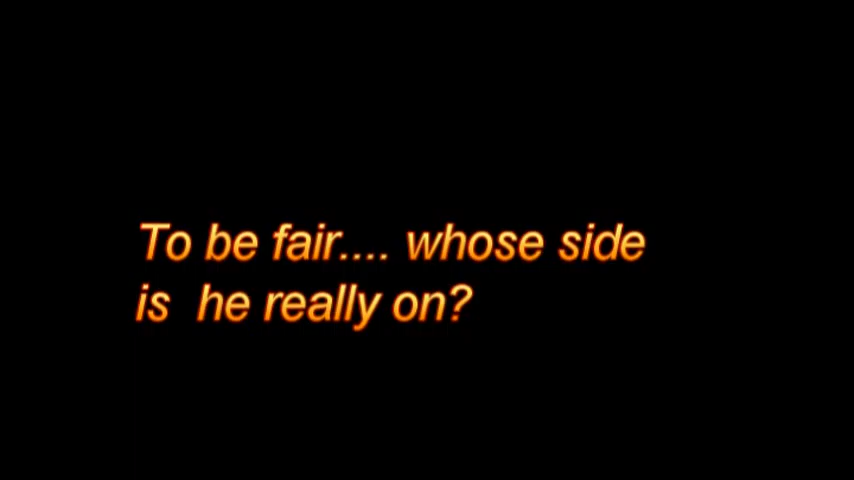 To be fair.... whose side
is  he really on?